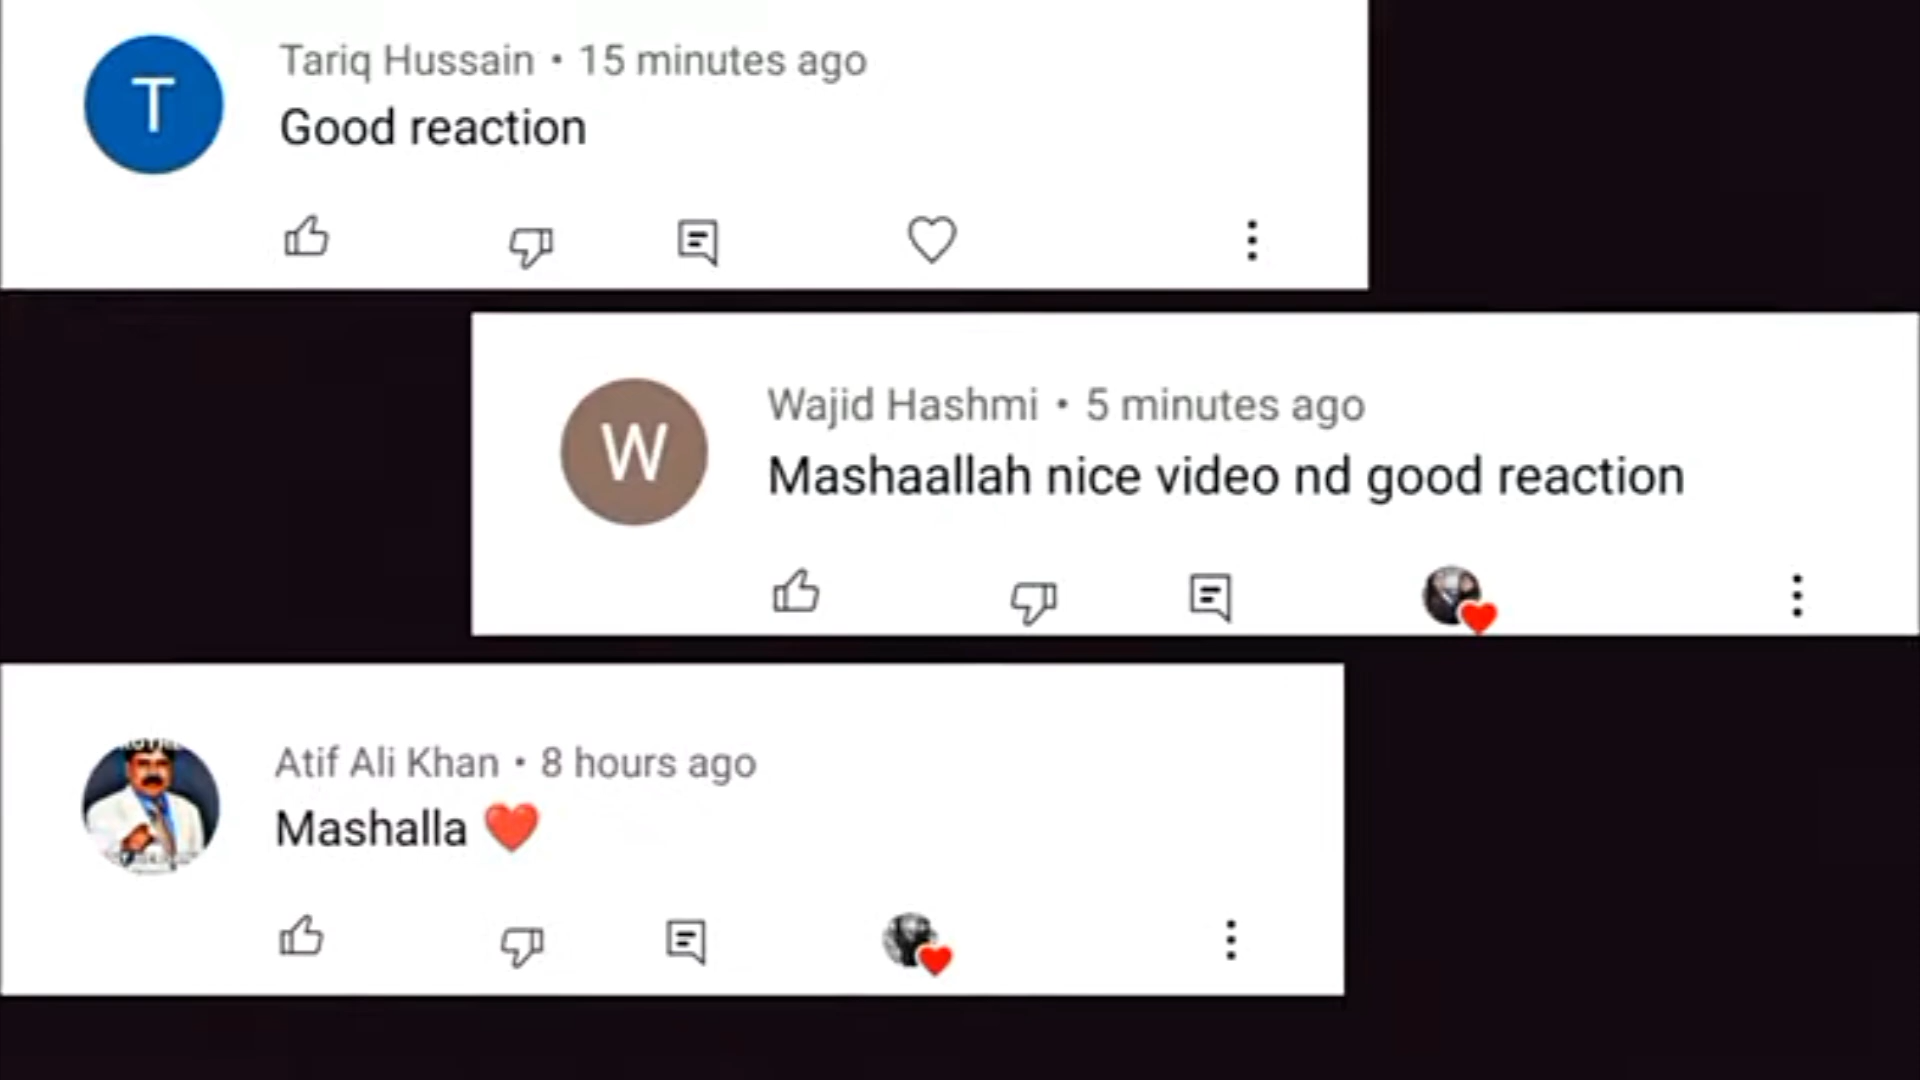 T
Tariq Hussain • 15 minutes ago
Good reaction
W
Wajid Hashmi • 5 minutes ago
Mashaallah nice video nd good reaction
Atif Ali Khan • 8 hours ago
Mashalla ❤️